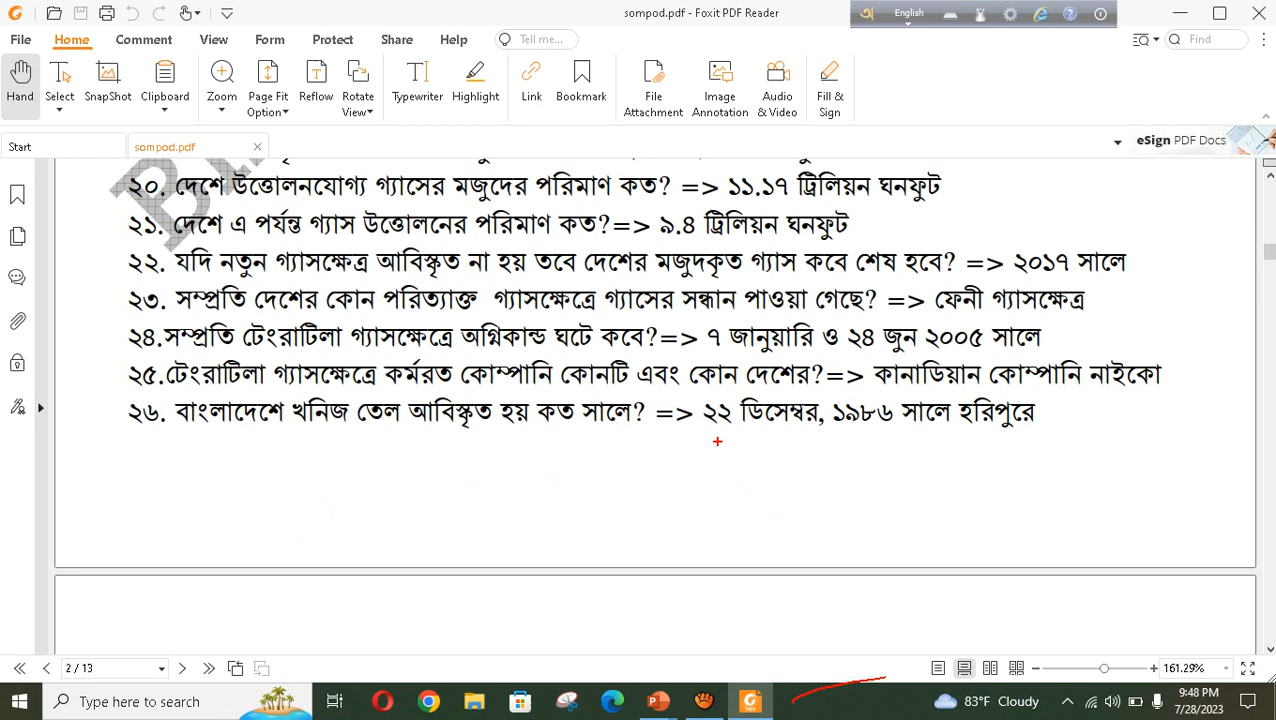 sompod.pdf - Foxit PDF Reader
English
File Home Comment View Form Protect Share Help Tell me... Find
Hand Select SnapShot Clipboard Zoom Page Fit Option Reflow Rotate View Typewriter Highlight Link Bookmark File Attachment Image Annotation Audio & Video Fill & Sign
Start sompod.pdf eSign PDF Docs
২০. দেশে উত্তোলনযোগ্য গ্যাসের মজুদের পরিমাণ কত? => ১১.১৭ ট্রিলিয়ন ঘনফুট
২১. দেশে এ পর্যন্ত গ্যাস উত্তোলনের পরিমাণ কত?=> ৯.৪ ট্রিলিয়ন ঘনফুট
২২. যদি নতুন গ্যাসক্ষেত্র আবিস্কৃত না হয় তবে দেশের মজুদকৃত গ্যাস কবে শেষ হবে? => ২০১৭ সালে
২৩. সম্প্রতি দেশের কোন পরিত্যাক্ত গ্যাসক্ষেত্রে গ্যাসের সন্ধান পাওয়া গেছে? => ফেনী গ্যাসক্ষেত্র
২৪.সম্প্রতি টেংরাটিলা গ্যাসক্ষেত্রে অগ্নিকান্ড ঘটে কবে?=> ৭ জানুয়ারি ও ২৪ জুন ২০০৫ সালে
২৫.টেংরাটিলা গ্যাসক্ষেত্রে কর্মরত কোম্পানি কোনটি এবং কোন দেশের?=> কানাডিয়ান কোম্পানি নাইকো
২৬. বাংলাদেশে খনিজ তেল আবিস্কৃত হয় কত সালে? => ২২ ডিসেম্বর, ১৯৮৬ সালে হরিপুরে
2 / 13 161.29%
Type here to search 83°F Cloudy 9:48 PM
7/28/2023